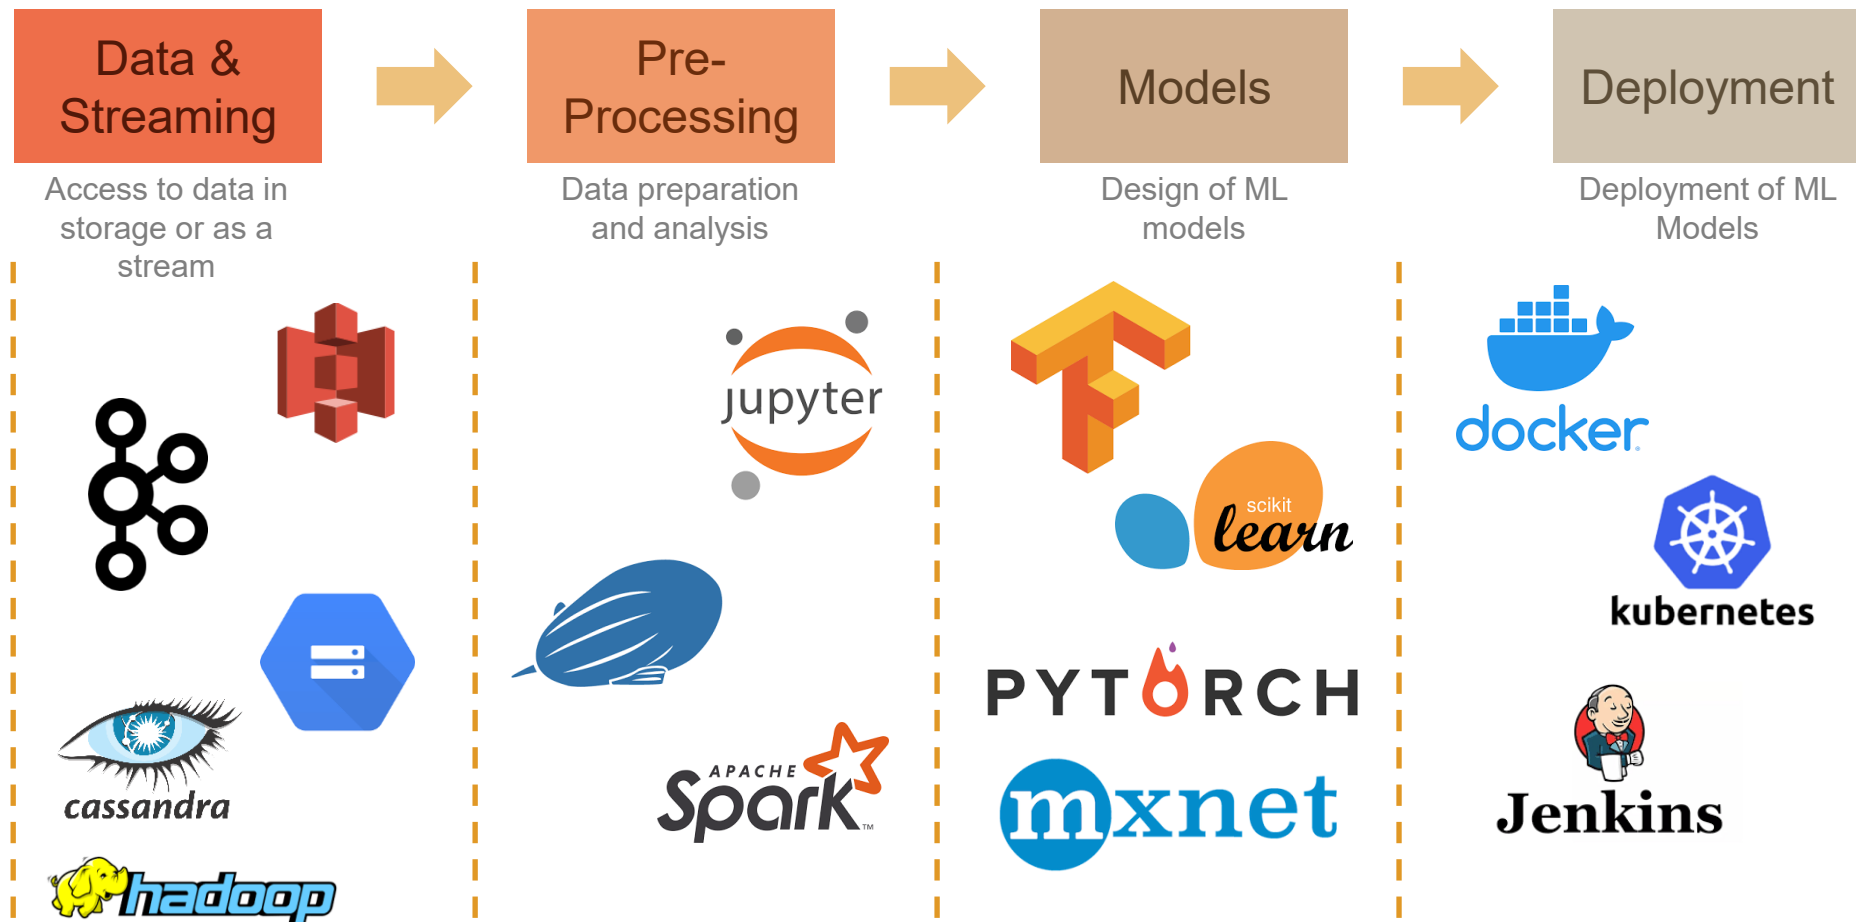 Data &
Streaming
Pre-
Processing
Models
Deployment
Access to data in
storage or as a
stream
Data preparation
and analysis
Design of ML
models
Deployment of ML
Models
jupyter
docker
scikit
learn
kubernetes
PYTORCH
cassandra
APACHE
Spark™
mxnet
Jenkins
hadoop